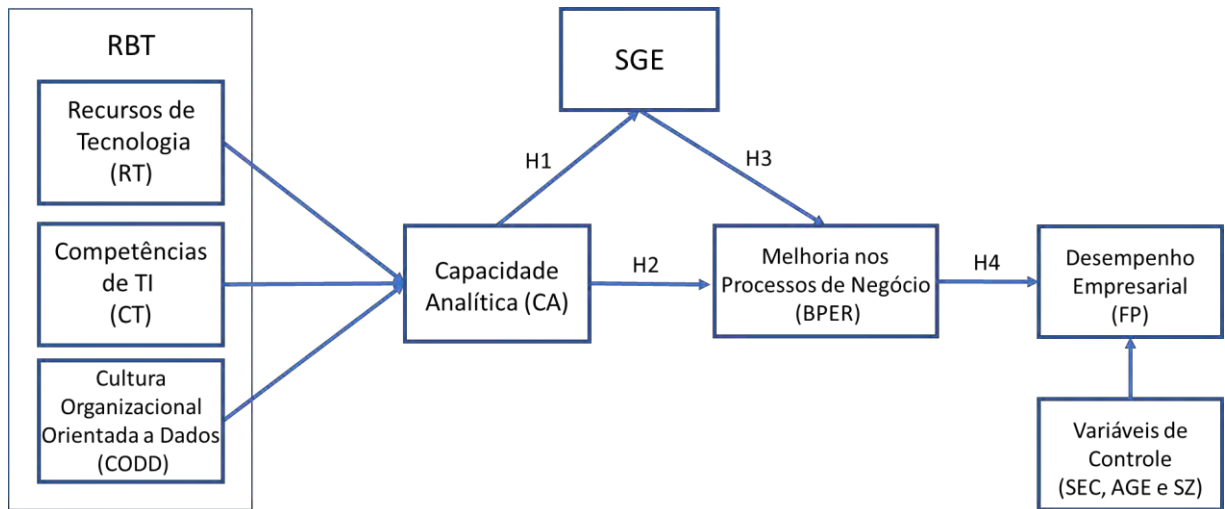 RBT
Recursos de
Tecnologia
(RT)
Competências
de TI
(CT)
Cultura
Organizacional
Orientada a Dados
(CODD)
SGE
H1
H3
Capacidade
Analítica (CA)
H2
Melhoria nos
Processos de Negócio
(BPER)
H4
Desempenho
Empresarial
(FP)
Variáveis de
Controle
(SEC, AGE e SZ)